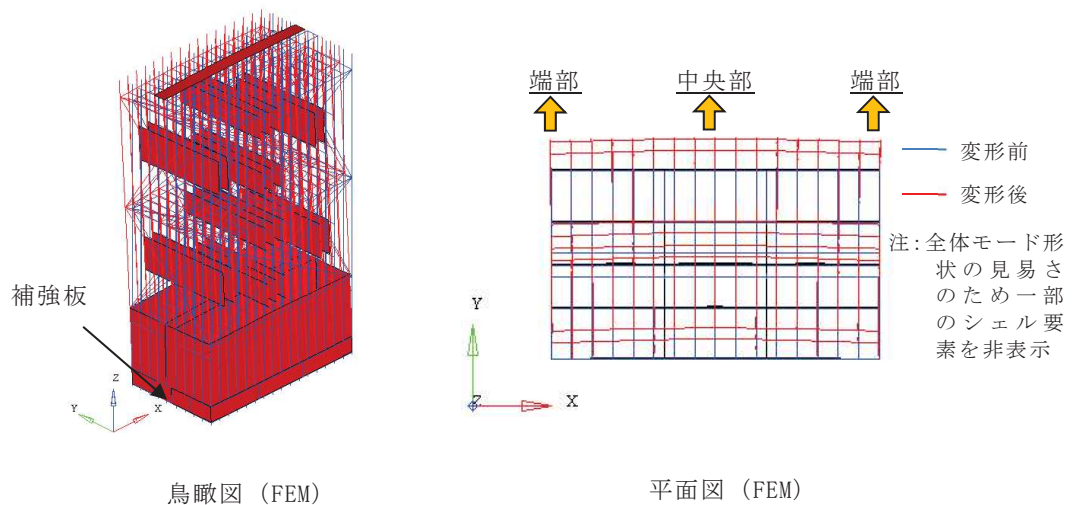 補強板
Z
Y
X
鳥瞰図 (FEM)
端部
中央部
端部
変形前
変形後
注:全体モード形
状の見易さ
のため一部
のシェル要
素を非表示
Y
Z
X
平面図 (FEM)